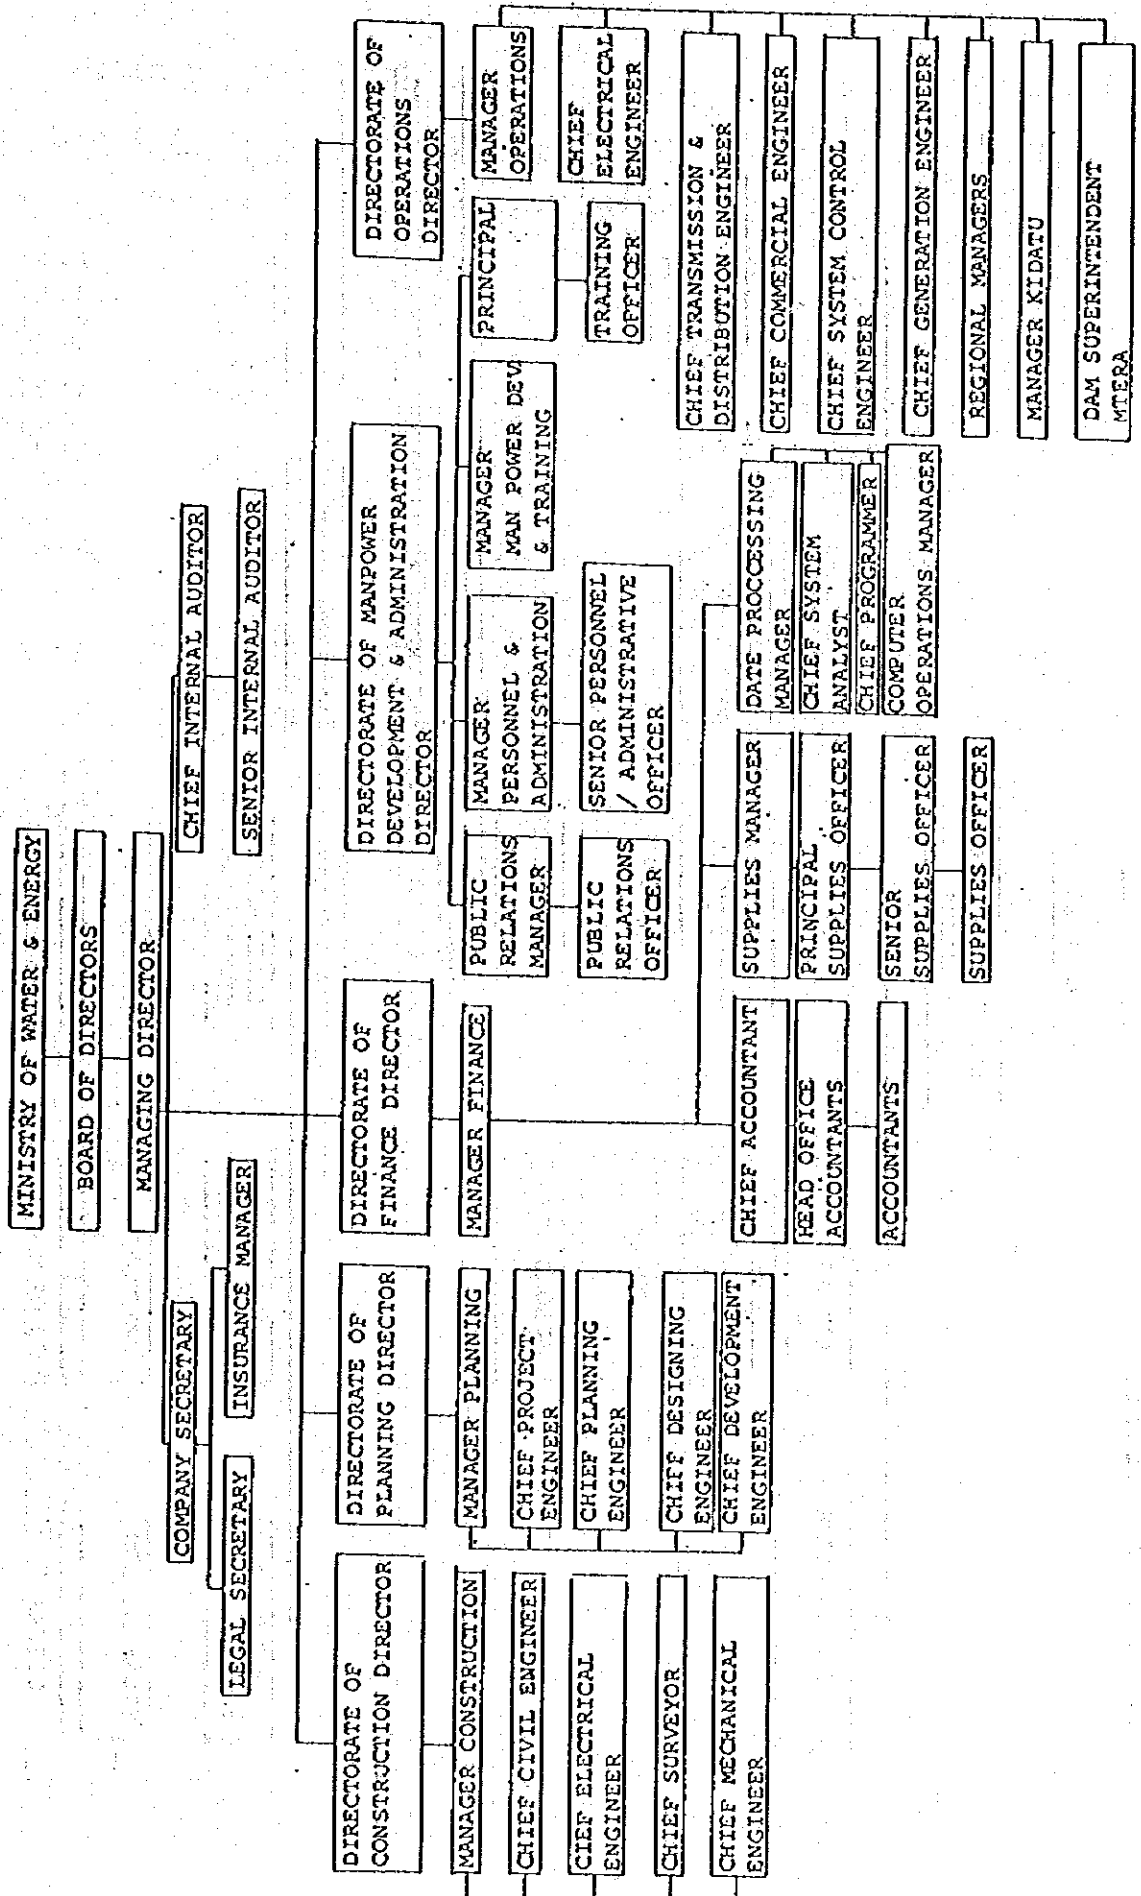 MINISTRY OF WATER & ENERGY
BOARD OF DIRECTORS
MANAGING DIRECTOR
COMPANY SECRETARY
CHIEF INTERNAL AUDITOR
LEGAL SECRETARY
INSURANCE MANAGER
SENIOR INTERNAL AUDITOR
DIRECTORATE OF
CONSTRUCTION DIRECTOR
MANAGER CONSTRUCTION
CHIEF CIVIL ENGINEER
CIEF ELECTRICAL
ENGINEER
CHIEF SURVEYOR
CHIEF MECHANICAL
ENGINEER
DIRECTORATE OF
PLANNING DIRECTOR
MANAGER PLANNING
CHIEF PROJECT
ENGINEER
CHIEF PLANNING
ENGINEER
CHIEF DESIGNING
ENGINEER
CHIEF DEVELOPMENT
ENGINEER
DIRECTORATE OF
FINANCE DIRECTOR
MANAGER FINANCE
CHIEF ACCOUNTANT
HEAD OFFICE
ACCOUNTANTS
ACCOUNTANTS
SUPPLIES MANAGER
PRINCIPAL
SUPPLIES OFFICER
SENIOR
SUPPLIES OFFICER
SUPPLIES OFFICER
DATE PROCCESSING
MANAGER
CHIEF SYSTEM
ANALYST
CHIEF PROGRAMMER
COMPUTER
OPERATIONS MANAGER
DIRECTORATE OF MANPOWER
DEVELOPMENT & ADMINISTRATION
DIRECTOR
PUBLIC
RELATIONS
MANAGER
PUBLIC
RELATIONS
OFFICER
MANAGER
PERSONNEL &
ADMINISTRATION
SENIOR PERSONNEL
/ ADMINISTRATIVE
OFFICER
MANAGER
MAN POWER DEV.
& TRAINING
PRINCIPAL
TRAINING
OFFICER
DIRECTORATE OF
OPERATIONS
DIRECTOR
MANAGER
OPERATIONS
CHIEF
ELECTRICAL
ENGINEER
CHIEF TRANSMISSION &
DISTRIBUTION ENGINEER
CHIEF COMMERCIAL ENGINEER
CHIEF SYSTEM CONTROL
ENGINEER
CHIEF GENERATION ENGINEER
REGIONAL MANAGERS
MANAGER KIDATU
DAM SUPERINTENDENT
MTERA